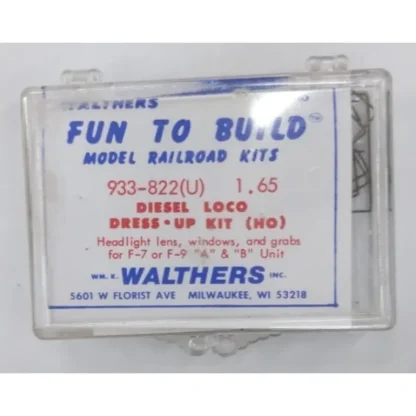 WALTHERS
FUN TO BUILD™
MODEL RAILROAD KITS
933-822(U) 1.65
DIESEL LOCO
DRESS-UP KIT (HO)
Headlight lens, windows, and grabs
for F-7 or F-9 "A" & "B" Unit
WM. K. WALTHERS INC.
5601 W FLORIST AVE MILWAUKEE, WI 53218